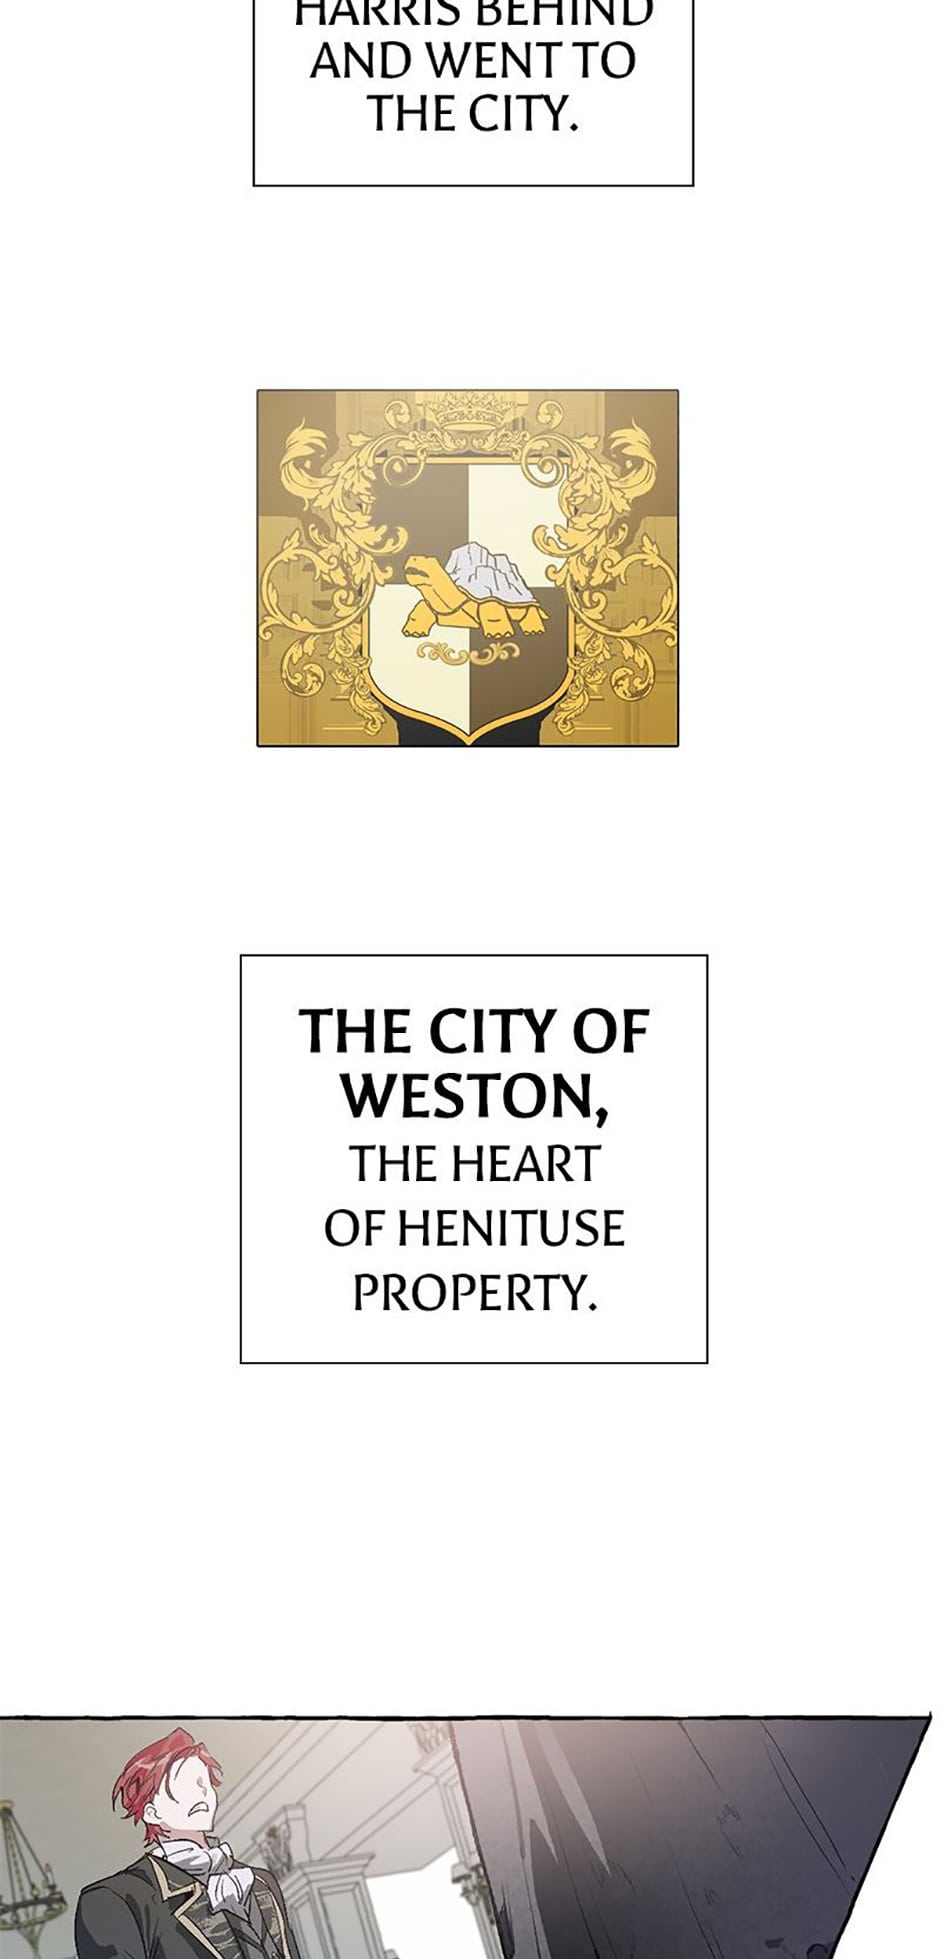 HARRIS BEHIND
AND WENT TO
THE CITY.
THE CITY OF
WESTON,
THE HEART
OF HENITUSE
PROPERTY.